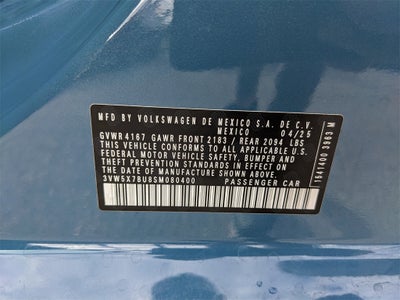 MFD BY VOLKSWAGEN DE MEXICO S.A. DE C.V.
MEXICO 04/25
GVWR 4167 GAWR FRONT 2183 / REAR 2094 LBS
THIS VEHICLE CONFORMS TO ALL APPLICABLE U.S.
FEDERAL MOTOR VEHICLE SAFETY, BUMPER AND
THEFT PREVENTION STANDARDS IN EFFECT ON
THE DATE OF MANUFACTURE SHOWN ABOVE
3VW5X7BU8SM080400 PASSENGER CAR
1541400 3963 M